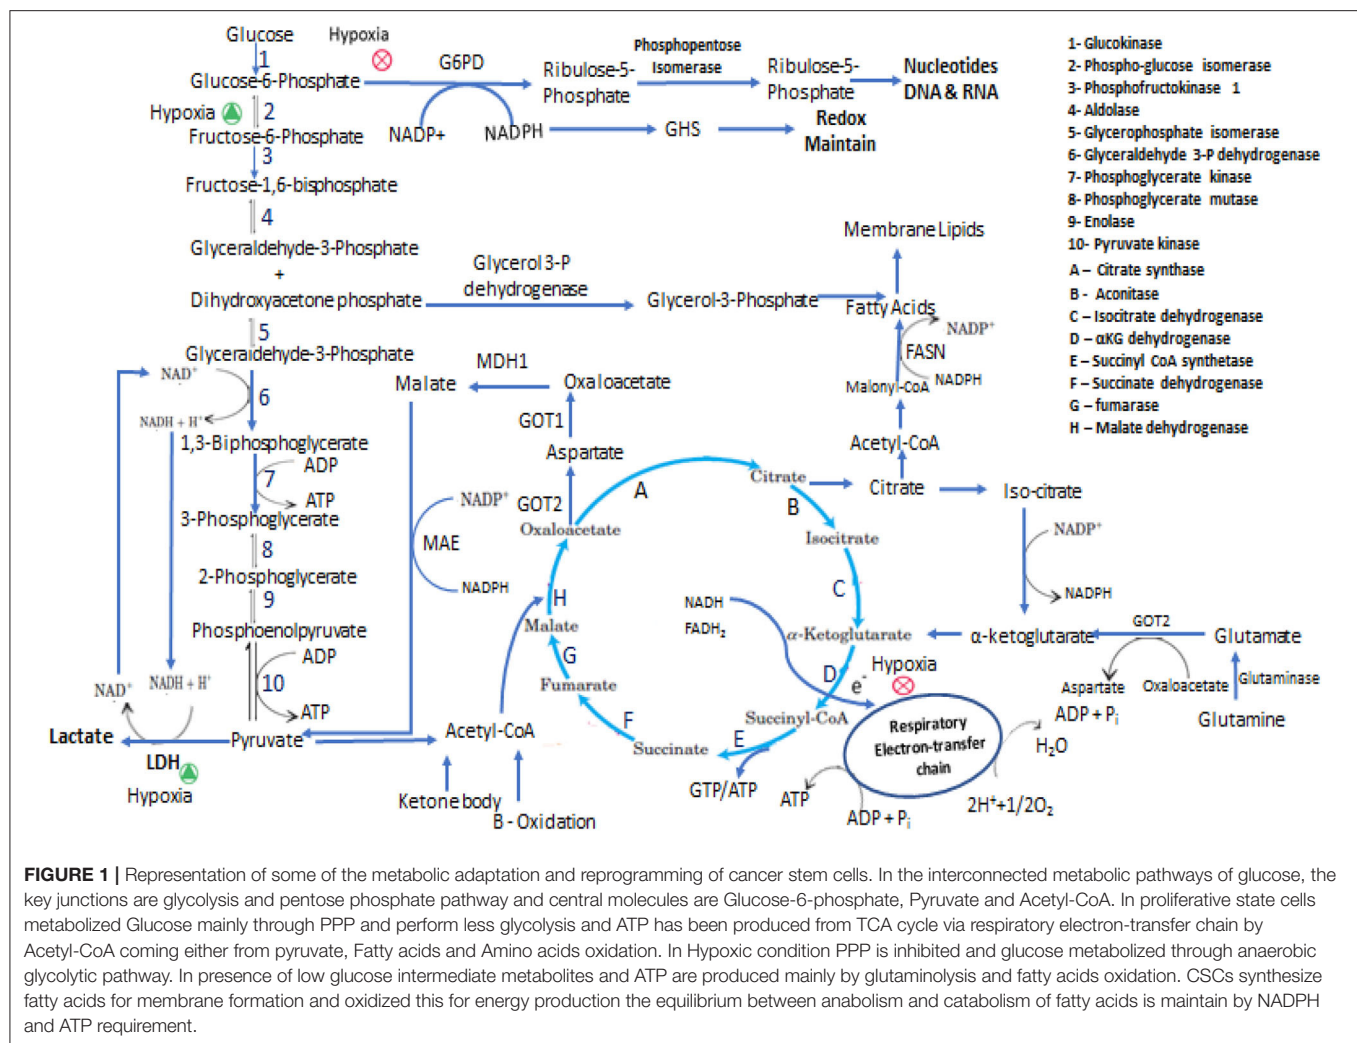 Glucose
Hypoxia
1
Glucose-6-Phosphate
G6PD
Ribulose-5-
Phosphate
Phosphopentose
Isomerase
Ribulose-5-
Phosphate
Nucleotides
DNA & RNA
Hypoxia
2
Fructose-6-Phosphate
NADP+
NADPH
GHS
Redox
Maintain
3
Fructose-1,6-bisphosphate
4
Glyceraldehyde-3-Phosphate
+
Dihydroxyacetone phosphate
Glycerol 3-P
dehydrogenase
Glycerol-3-Phosphate
Fatty Acids
Membrane Lipids
5
Glyceraldehyde-3-Phosphate
NAD⁺
6
NADH + H⁺
1,3-Biphosphoglycerate
ADP
7
ATP
3-Phosphoglycerate
8
2-Phosphoglycerate
9
Phosphoenolpyruvate
ADP
10
ATP
NAD⁺
NADH + H⁺
Lactate
Pyruvate
LDH
Hypoxia
Malate
MDH1
Oxaloacetate
GOT1
Aspartate
GOT2
NADP⁺
MAE
NADPH
Acetyl-CoA
Ketone body
B - Oxidation
Oxaloacetate
A
Citrate
B
Isocitrate
C
α-Ketoglutarate
D
Succinyl-CoA
E
GTP/ATP
Succinate
F
Fumarate
G
Malate
H
NADH
FADH₂
e⁻
Hypoxia
Respiratory
Electron-transfer
chain
ATP
ADP + Pᵢ
2H⁺+1/2O₂
H₂O
NADP⁺
FASN
NADPH
Malonyl-CoA
Acetyl-CoA
Citrate
Iso-citrate
NADP⁺
NADPH
α-ketoglutarate
GOT2
Glutamate
Aspartate
Oxaloacetate
Glutaminase
ADP + Pᵢ
Glutamine
1- Glucokinase
2- Phospho-glucose isomerase
3- Phosphofructokinase 1
4- Aldolase
5- Glycerophosphate isomerase
6- Glyceraldehyde 3-P dehydrogenase
7- Phosphoglycerate kinase
8- Phosphoglycerate mutase
9- Enolase
10- Pyruvate kinase
A – Citrate synthase
B - Aconitase
C – Isocitrate dehydrogenase
D – αKG dehydrogenase
E – Succinyl CoA synthetase
F – Succinate dehydrogenase
G – fumarase
H – Malate dehydrogenase
FIGURE 1 | Representation of some of the metabolic adaptation and reprogramming of cancer stem cells. In the interconnected metabolic pathways of glucose, the
key junctions are glycolysis and pentose phosphate pathway and central molecules are Glucose-6-phosphate, Pyruvate and Acetyl-CoA. In proliferative state cells
metabolized Glucose mainly through PPP and perform less glycolysis and ATP has been produced from TCA cycle via respiratory electron-transfer chain by
Acetyl-CoA coming either from pyruvate, Fatty acids and Amino acids oxidation. In Hypoxic condition PPP is inhibited and glucose metabolized through anaerobic
glycolytic pathway. In presence of low glucose intermediate metabolites and ATP are produced mainly by glutaminolysis and fatty acids oxidation. CSCs synthesize
fatty acids for membrane formation and oxidized this for energy production the equilibrium between anabolism and catabolism of fatty acids is maintain by NADPH
and ATP requirement.